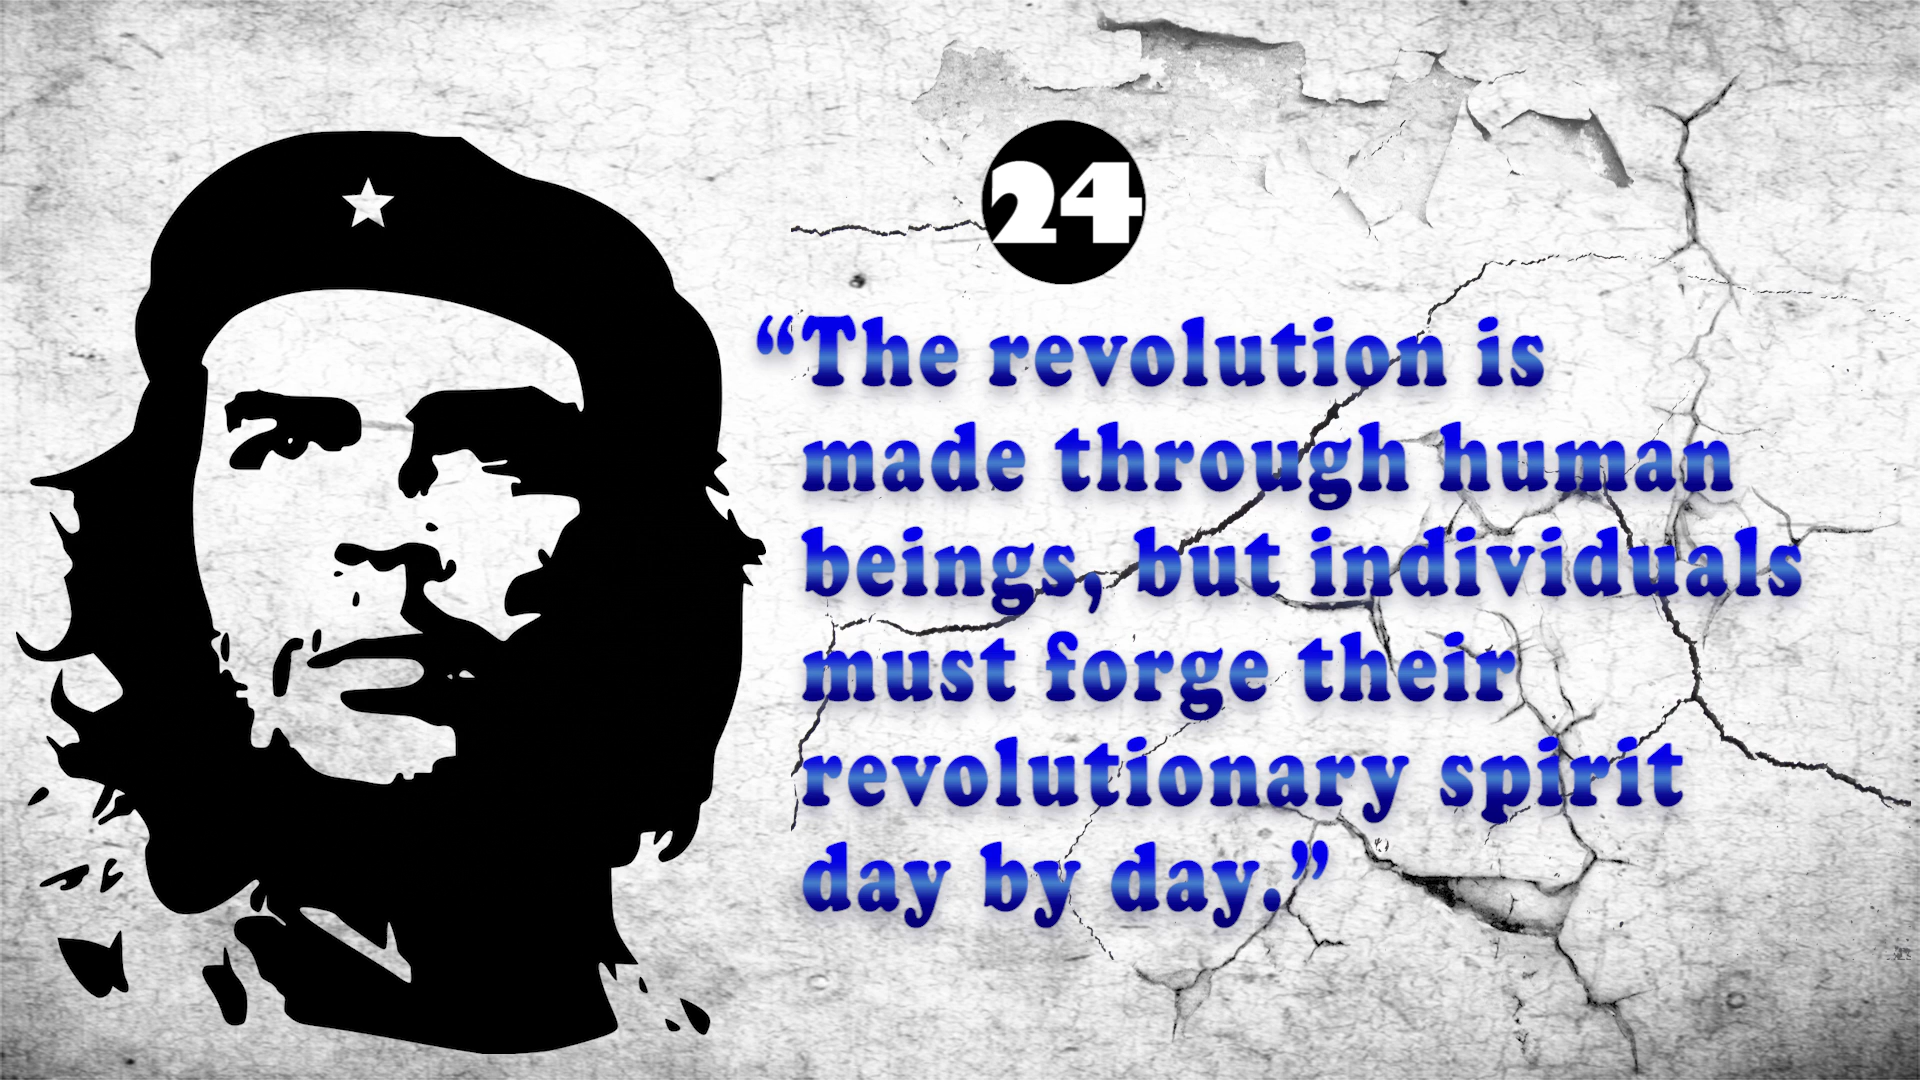 24
“The revolution is
made through human
beings, but individuals
must forge their
revolutionary spirit
day by day.”